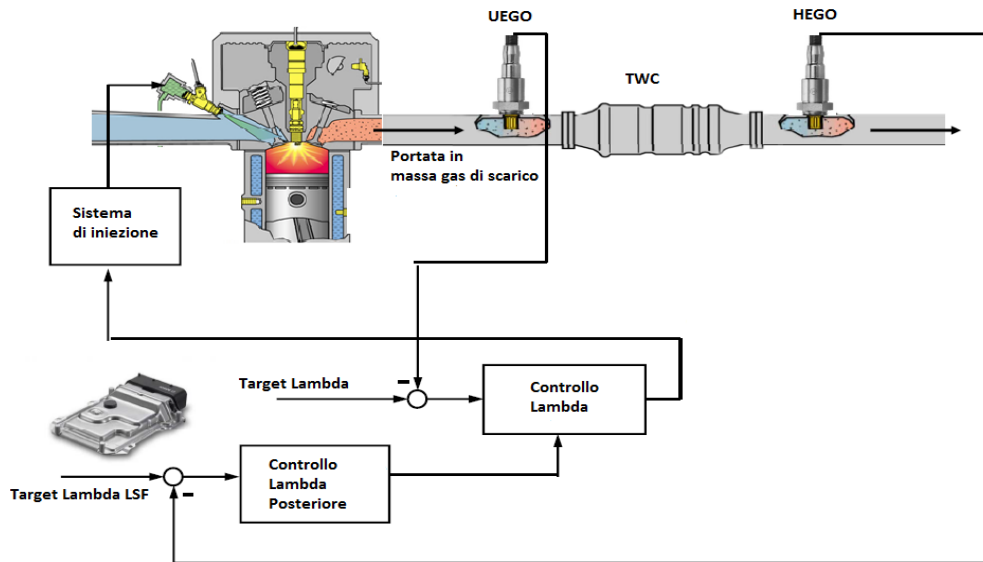 UEGO
HEGO
TWC
Portata in
massa gas di scarico
Sistema
di iniezione
Target Lambda
-
Controllo
Lambda
Target Lambda LSF
-
Controllo
Lambda
Posteriore